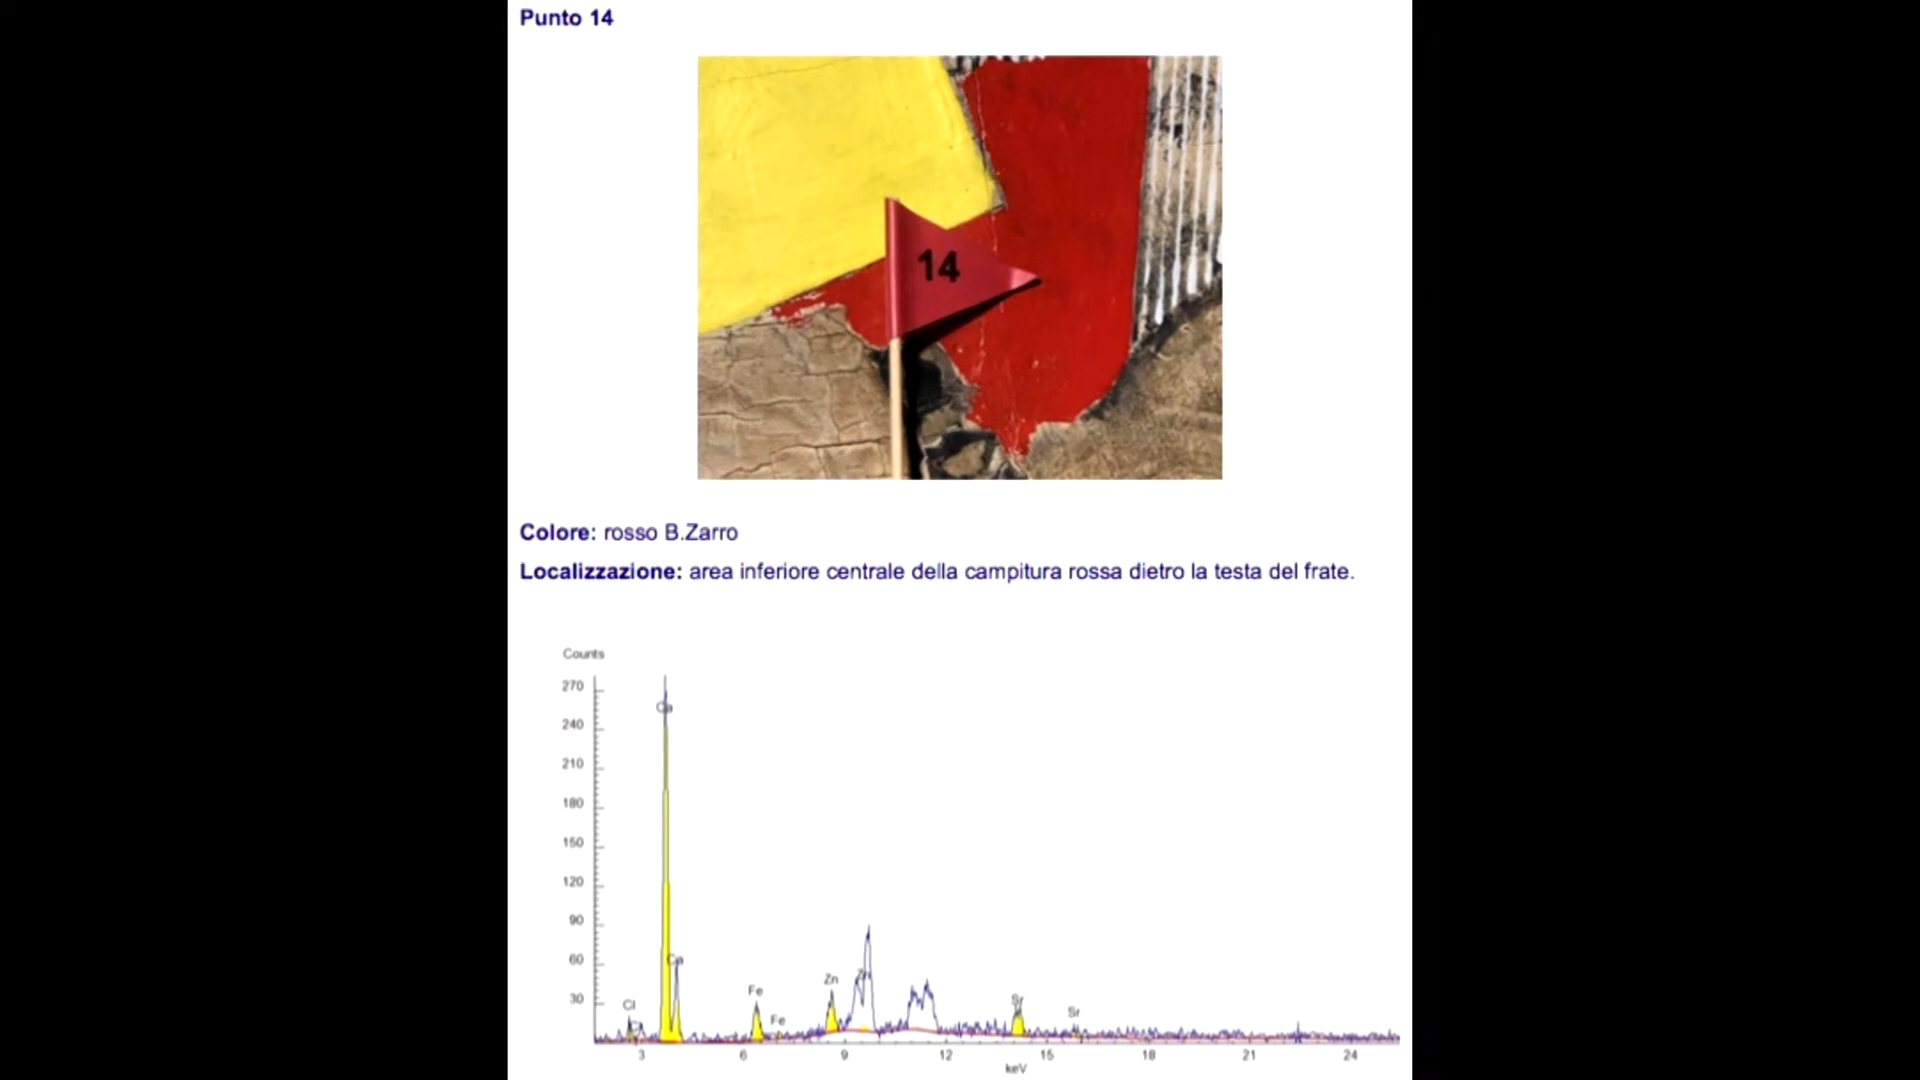 Punto 14
14
Colore: rosso B.Zarro
Localizzazione: area inferiore centrale della campitura rossa dietro la testa del frate.
Counts
270
Ca
240
210
180
150
120
90
60
Ca
Zn
Zn
30
Cl
Fe
Fe
Sr
Sr
3 6 9 12 15 18 21 24
keV